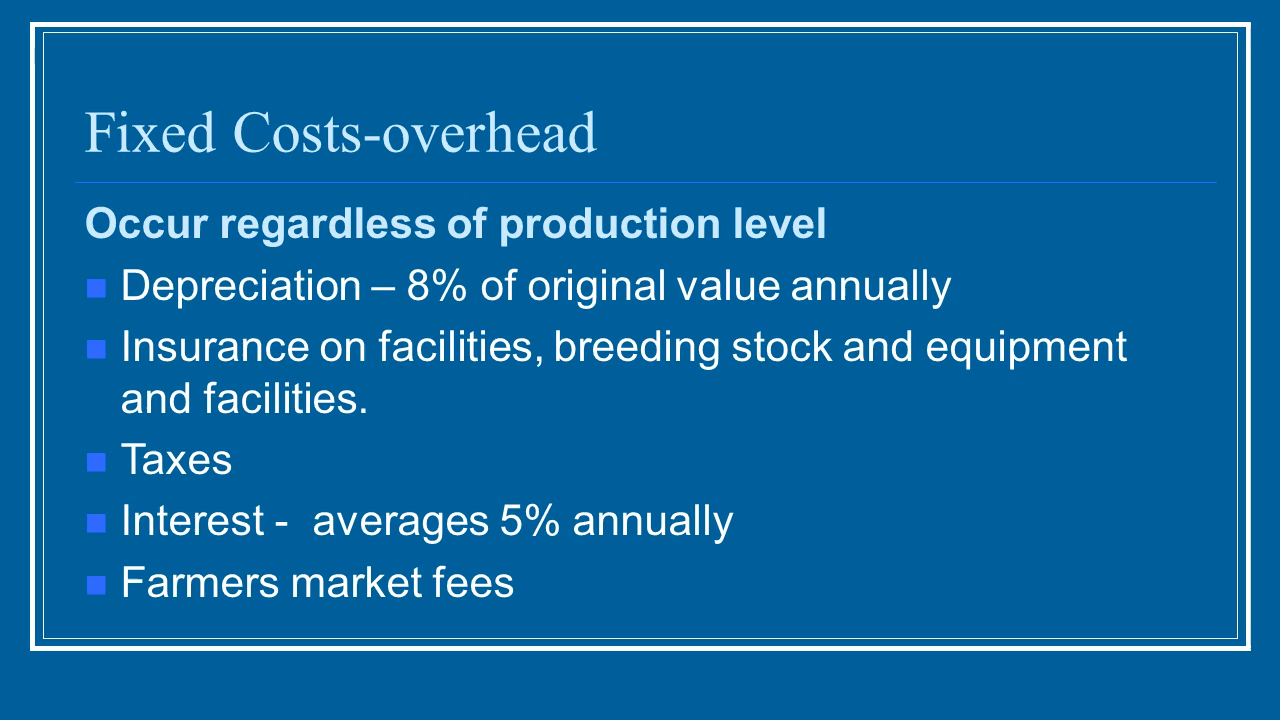 Fixed Costs-overhead
Occur regardless of production level
Depreciation – 8% of original value annually
Insurance on facilities, breeding stock and equipment
and facilities.
Taxes
Interest -  averages 5% annually
Farmers market fees